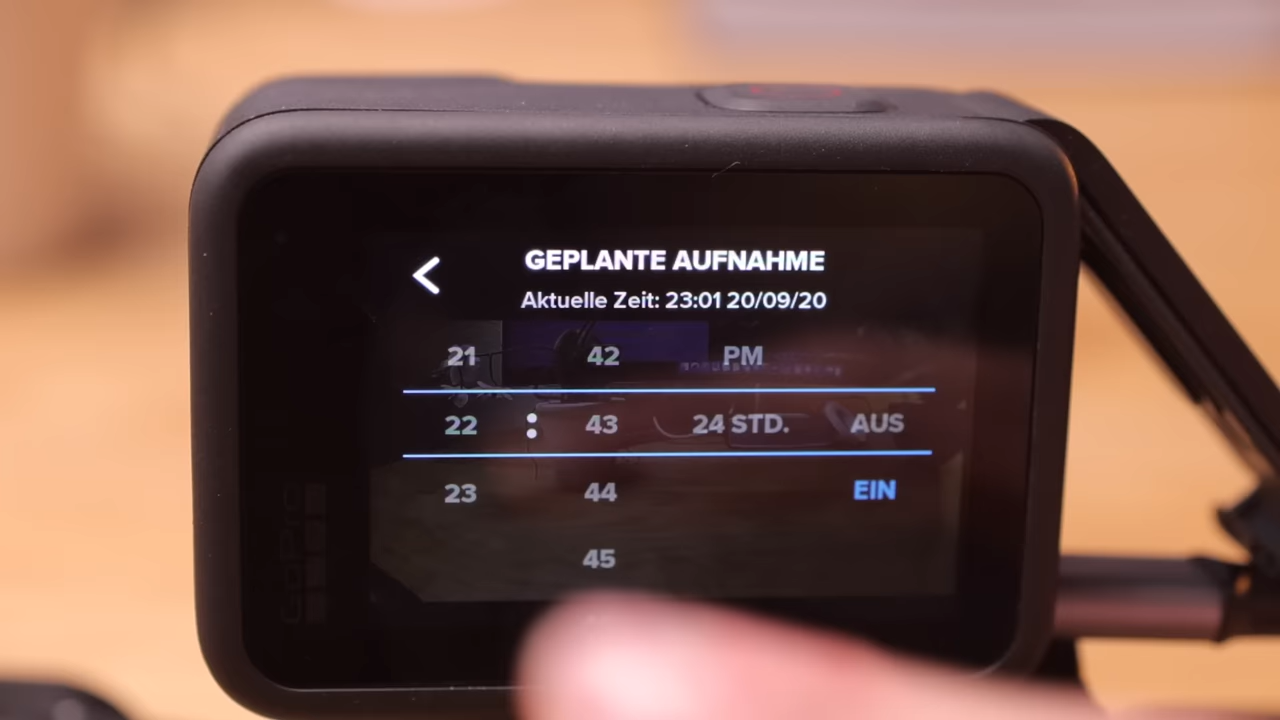 GEPLANTE AUFNAHME
Aktuelle Zeit: 23:01 20/09/20
21 42 PM
22 : 43 24 STD. AUS
23 44 EIN
45
GoPro